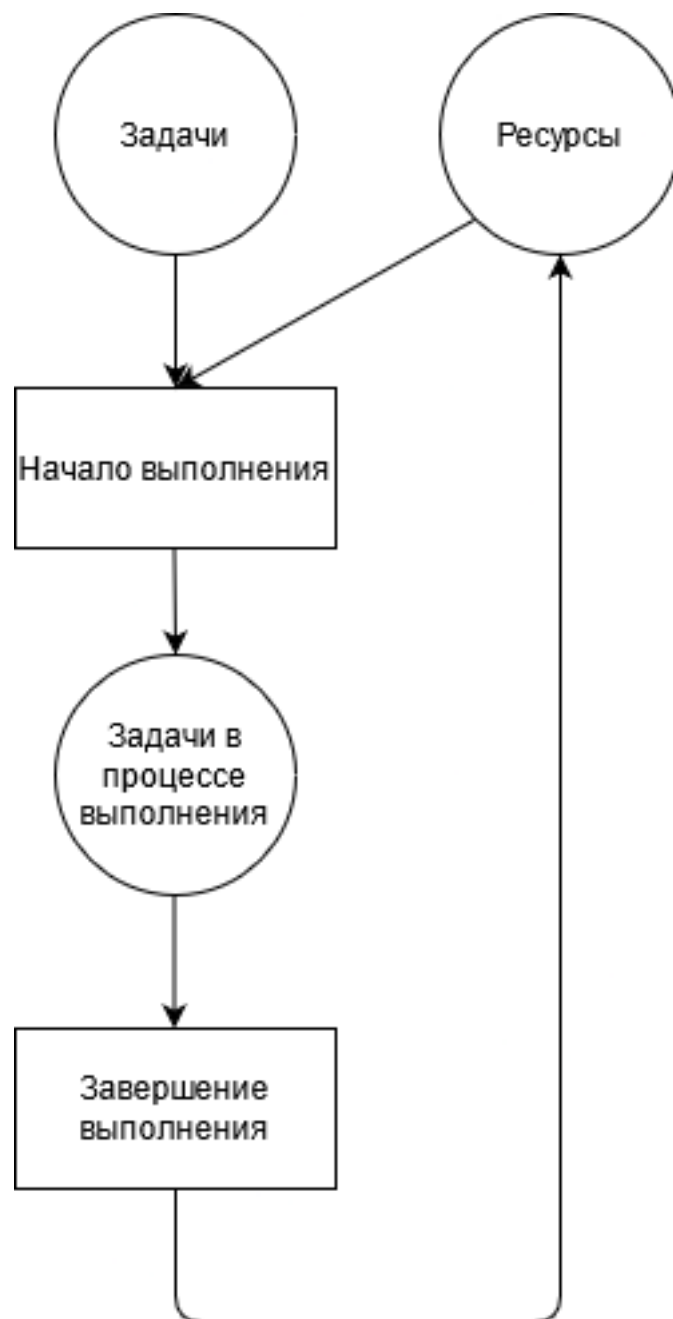 Задачи
Ресурсы
Начало выполнения
Задачи в
процессе
выполнения
Завершение
выполнения